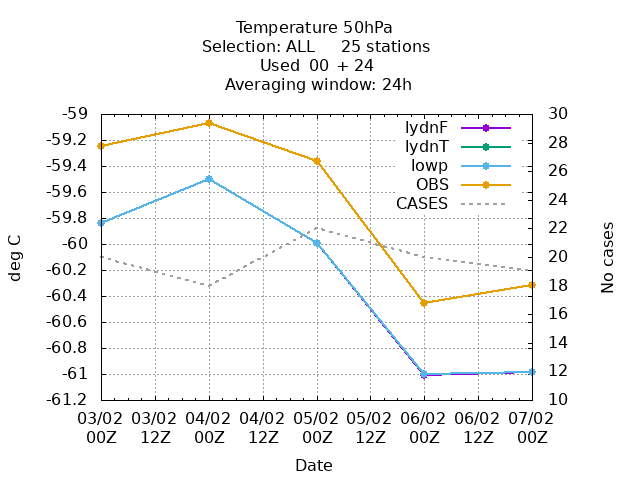 Temperature 50hPa
Selection: ALL 25 stations
Used 00 + 24
Averaging window: 24h
-59
-59.2
-59.4
-59.6
-59.8
-60
-60.2
-60.4
-60.6
-60.8
-61
-61.2
deg C
30
28
26
24
22
20
18
16
14
12
10
No cases
lydnF
lydnT
lowp
OBS
CASES
03/02 03/02 04/02 04/02 05/02 05/02 06/02 06/02 07/02
00Z 12Z 00Z 12Z 00Z 12Z 00Z 12Z 00Z
Date